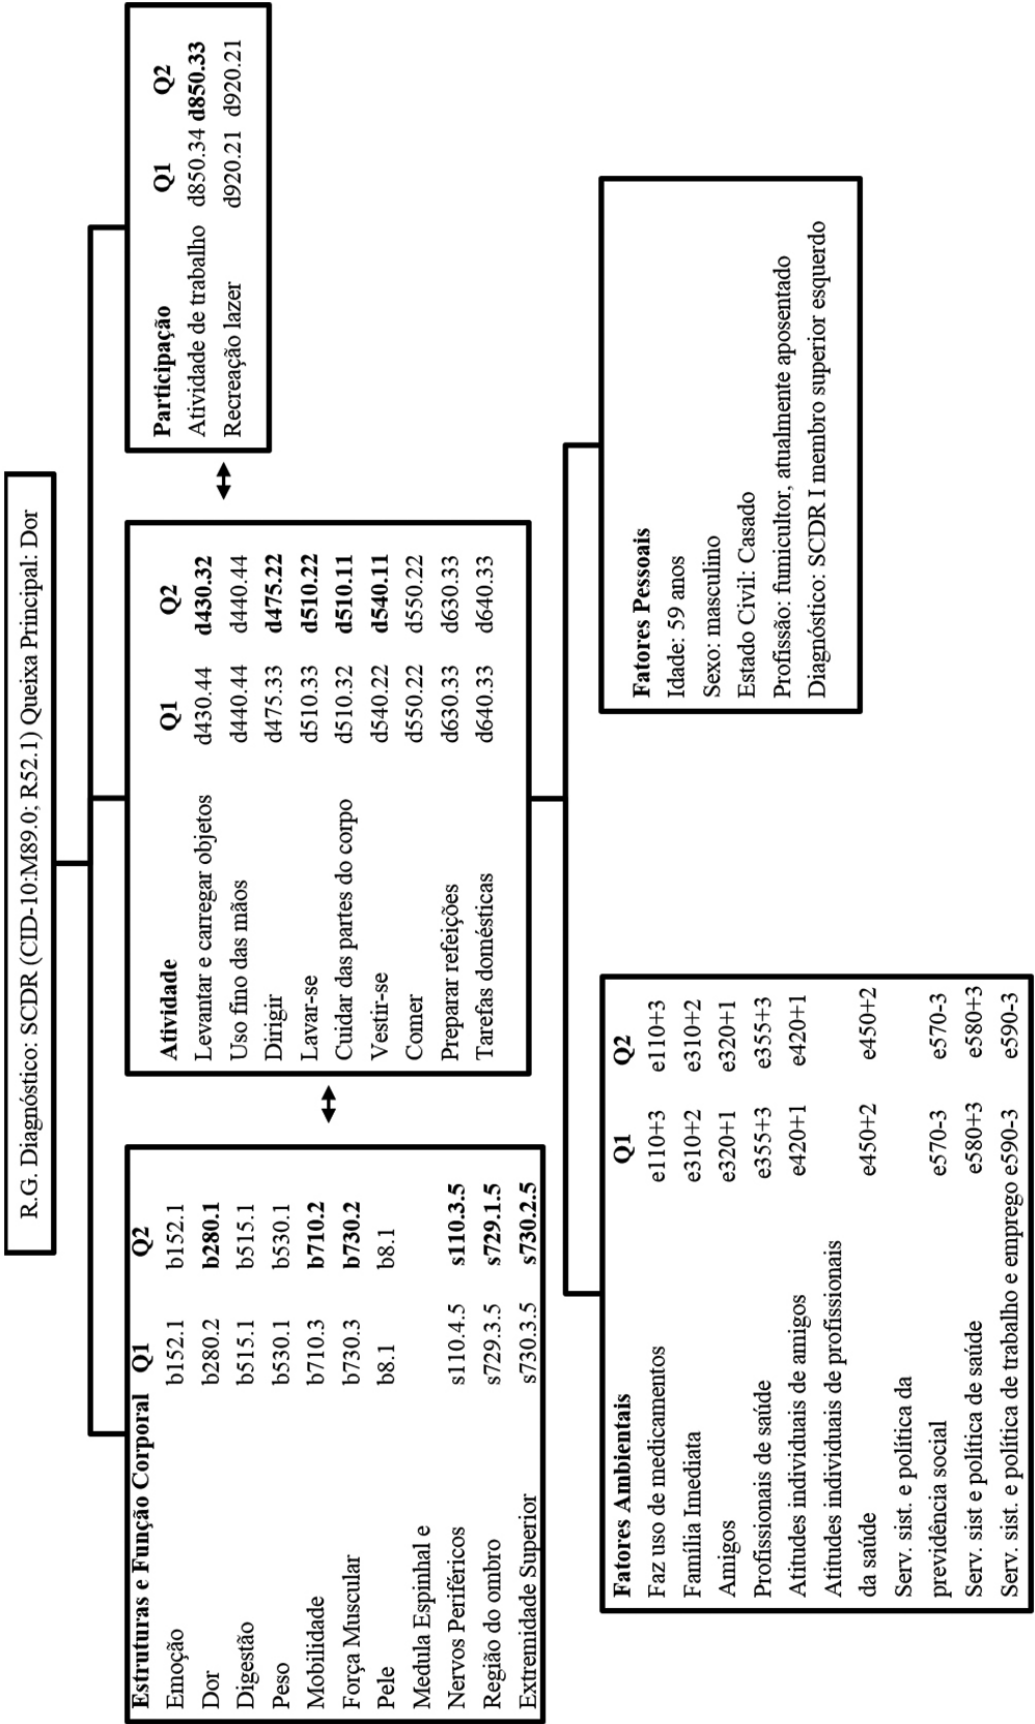 R.G. Diagnóstico: SCDR (CID-10:M89.0; R52.1) Queixa Principal: Dor
Estruturas e Função Corporal Q1 Q2
Emoção b152.1 b152.1
Dor b280.2 b280.1
Digestão b515.1 b515.1
Peso b530.1 b530.1
Mobilidade b710.3 b710.2
Força Muscular b730.3 b730.2
Pele b8.1 b8.1
Medula Espinhal e
Nervos Periféricos s110.4.5 s110.3.5
Região do ombro s729.3.5 s729.1.5
Extremidade Superior s730.3.5 s730.2.5
Atividade Q1 Q2
Levantar e carregar objetos d430.44 d430.32
Uso fino das mãos d440.44 d440.44
Dirigir d475.33 d475.22
Lavar-se d510.33 d510.22
Cuidar das partes do corpo d510.32 d510.11
Vestir-se d540.22 d540.11
Comer d550.22 d550.22
Preparar refeições d630.33 d630.33
Tarefas domésticas d640.33 d640.33
Participação Q1 Q2
Atividade de trabalho d850.34 d850.33
Recreação lazer d920.21 d920.21
Fatores Ambientais Q1 Q2
Faz uso de medicamentos e110+3 e110+3
Família Imediata e310+2 e310+2
Amigos e320+1 e320+1
Profissionais de saúde e355+3 e355+3
Atitudes individuais de amigos e420+1 e420+1
Atitudes individuais de profissionais
da saúde e450+2 e450+2
Serv. sist. e política da
previdência social e570-3 e570-3
Serv. sist e política de saúde e580+3 e580+3
Serv. sist. e política de trabalho e emprego e590-3 e590-3
Fatores Pessoais
Idade: 59 anos
Sexo: masculino
Estado Civil: Casado
Profissão: fumicultor, atualmente aposentado
Diagnóstico: SCDR I membro superior esquerdo